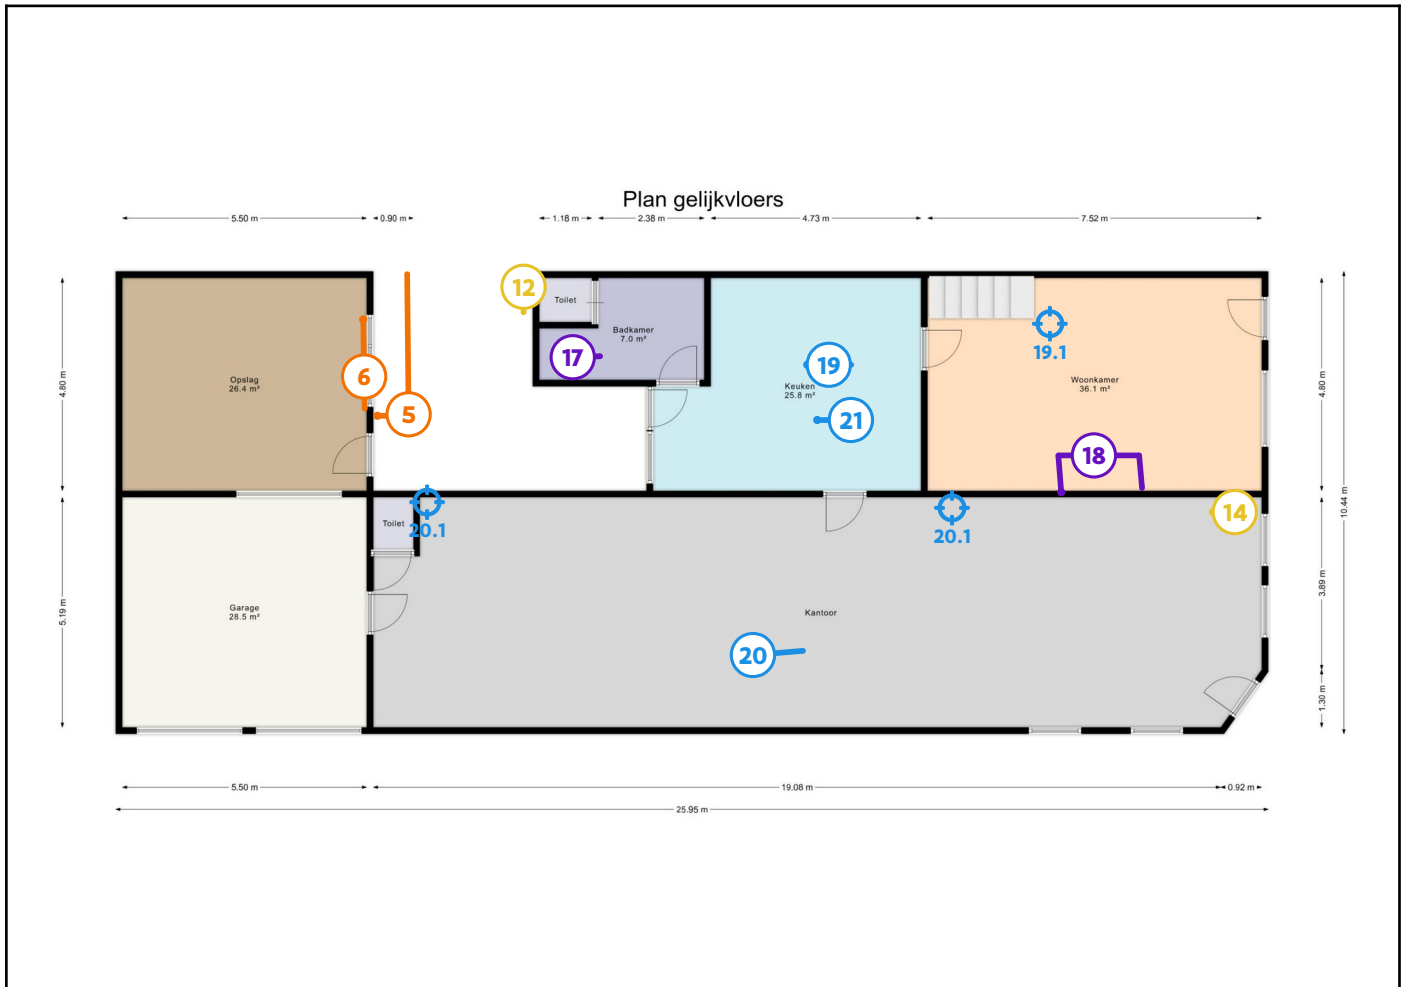 Plan gelijkvloers
5.50 m
0.90 m
1.18 m
2.38 m
4.73 m
7.52 m
12
Toilet
Badkamer
7.0 m²
17
6
5
Opslag
26.4 m²
4.80 m
19
Keuken
25.8 m²
21
19.1
Woonkamer
36.1 m²
18
4.80 m
10.44 m
14
20.1
20.1
Toilet
3.89 m
5.19 m
Garage
28.5 m²
Kantoor
20
1.30 m
5.50 m
19.08 m
0.92 m
25.95 m